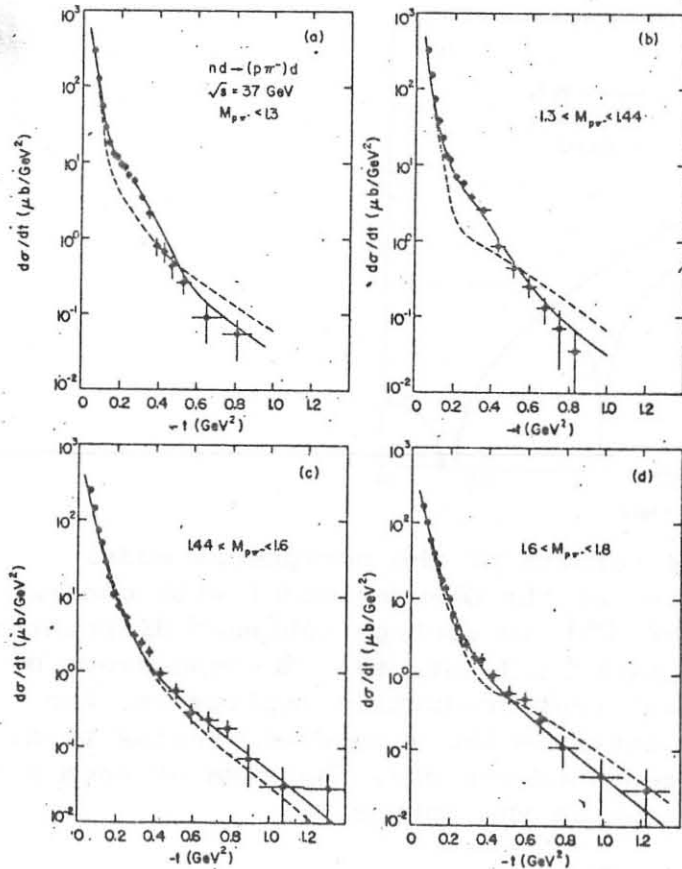 (a)
nd → (pπ⁻)d
√s = 37 GeV
M pπ⁻ < 1.3
dσ/dt (μb/GeV²)
10³
10²
10¹
10⁰
10⁻¹
10⁻²
0 0.2 0.4 0.6 0.8 1.0 1.2
-t (GeV²)
(b)
1.3 < M pπ⁻ < 1.44
dσ/dt (μb/GeV²)
10³
10²
10¹
10⁰
10⁻¹
10⁻²
0 0.2 0.4 0.6 0.8 1.0 1.2
-t (GeV²)
(c)
1.44 < M pπ⁻ < 1.6
dσ/dt (μb/GeV²)
10³
10²
10¹
10⁰
10⁻¹
10⁻²
0 0.2 0.4 0.6 0.8 1.0 1.2
-t (GeV²)
(d)
1.6 < M pπ⁻ < 1.8
dσ/dt (μb/GeV²)
10³
10²
10¹
10⁰
10⁻¹
10⁻²
0 0.2 0.4 0.6 0.8 1.0 1.2
-t (GeV²)